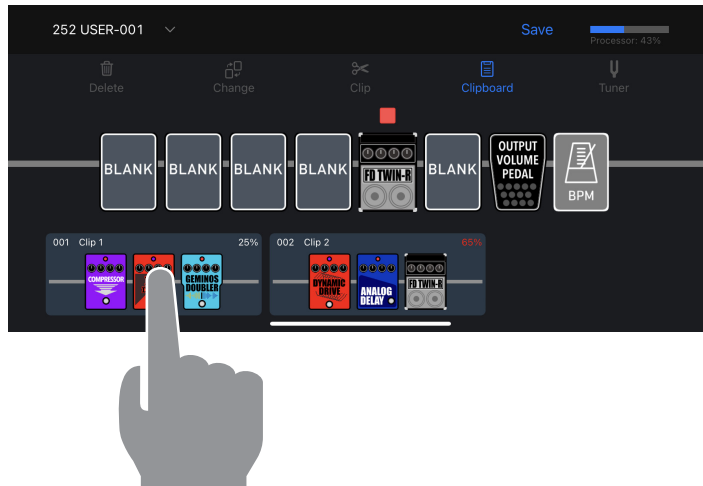 252 USER-001
Save
Processor: 43%
Delete
Change
Clip
Clipboard
Tuner
BLANK
BLANK
BLANK
BLANK
FD TWIN-R
BLANK
OUTPUT
VOLUME
PEDAL
BPM
001 Clip 1 25%
COMPRESSOR
GEMINOS
DOUBLER
002 Clip 2 65%
DYNAMIC
DRIVE
ANALOG
DELAY
FD TWIN-R